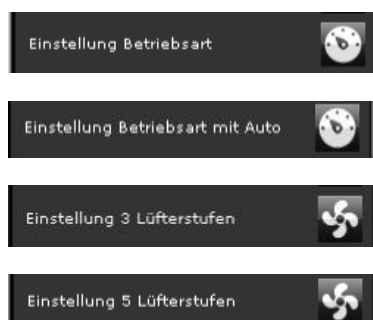 Einstellung Betriebsart
Einstellung Betriebsart mit Auto
Einstellung 3 Lüfterstufen
Einstellung 5 Lüfterstufen